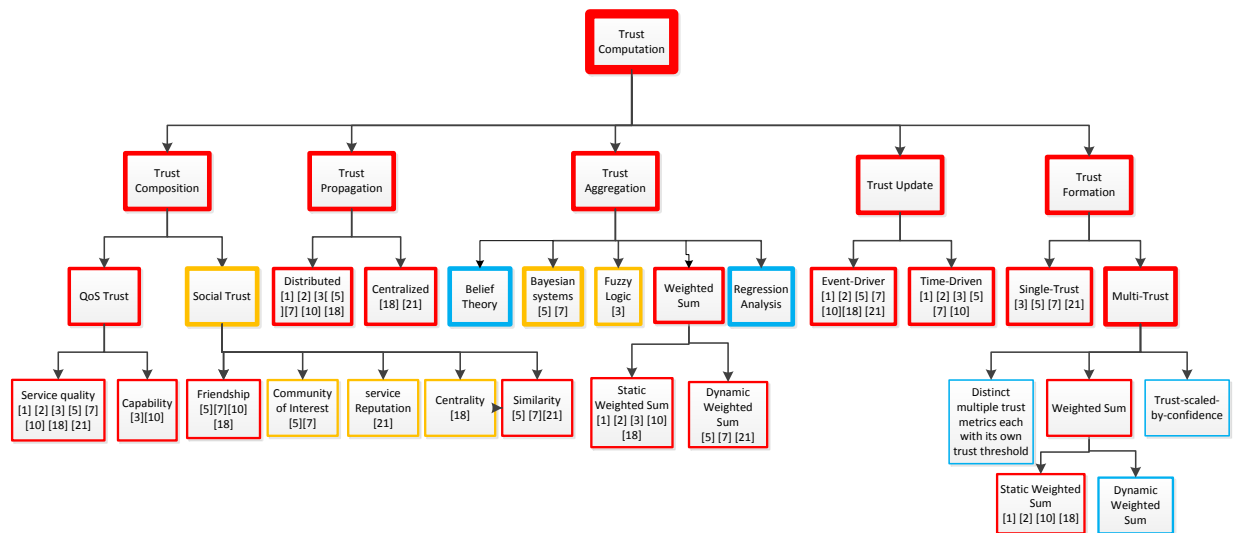 Trust
Computation
Trust
Composition
Trust
Propagation
Trust
Aggregation
Trust Update
Trust
Formation
QoS Trust
Social Trust
Distributed
[1] [2] [3[ [5]
][7] [10] [18]
Centralized
[18] [21]
Belief
Theory
Bayesian
systems
[5] [7]
Fuzzy
Logic
[3]
Weighted
Sum
Regression
Analysis
Event-Driver
[1] [2] [5] [7]
[10][18] [21]
Time-Driven
[1] [2] [3] [5]
[7] [10]
Single-Trust
[3] [5] [7] [21]
Multi-Trust
Service quality
[1] [2] [3] [5] [7]
[10] [18] [21]
Capability
[3][10]
Friendship
[5][7][10]
[18]
Community
of Interest
[5][7]
service
Reputation
[21]
Centrality
[18]
Similarity
[5] [7][21]
Static
Weighted Sum
[1] [2] [3] [10]
[18]
Dynamic
Weighted
Sum
[5] [7] [21]
Distinct
multiple trust
metrics each
with its own
trust threshold
Weighted Sum
Trust-scaled-
by-confidence
Static Weighted
Sum
[1] [2] [10] [18]
Dynamic
Weighted
Sum